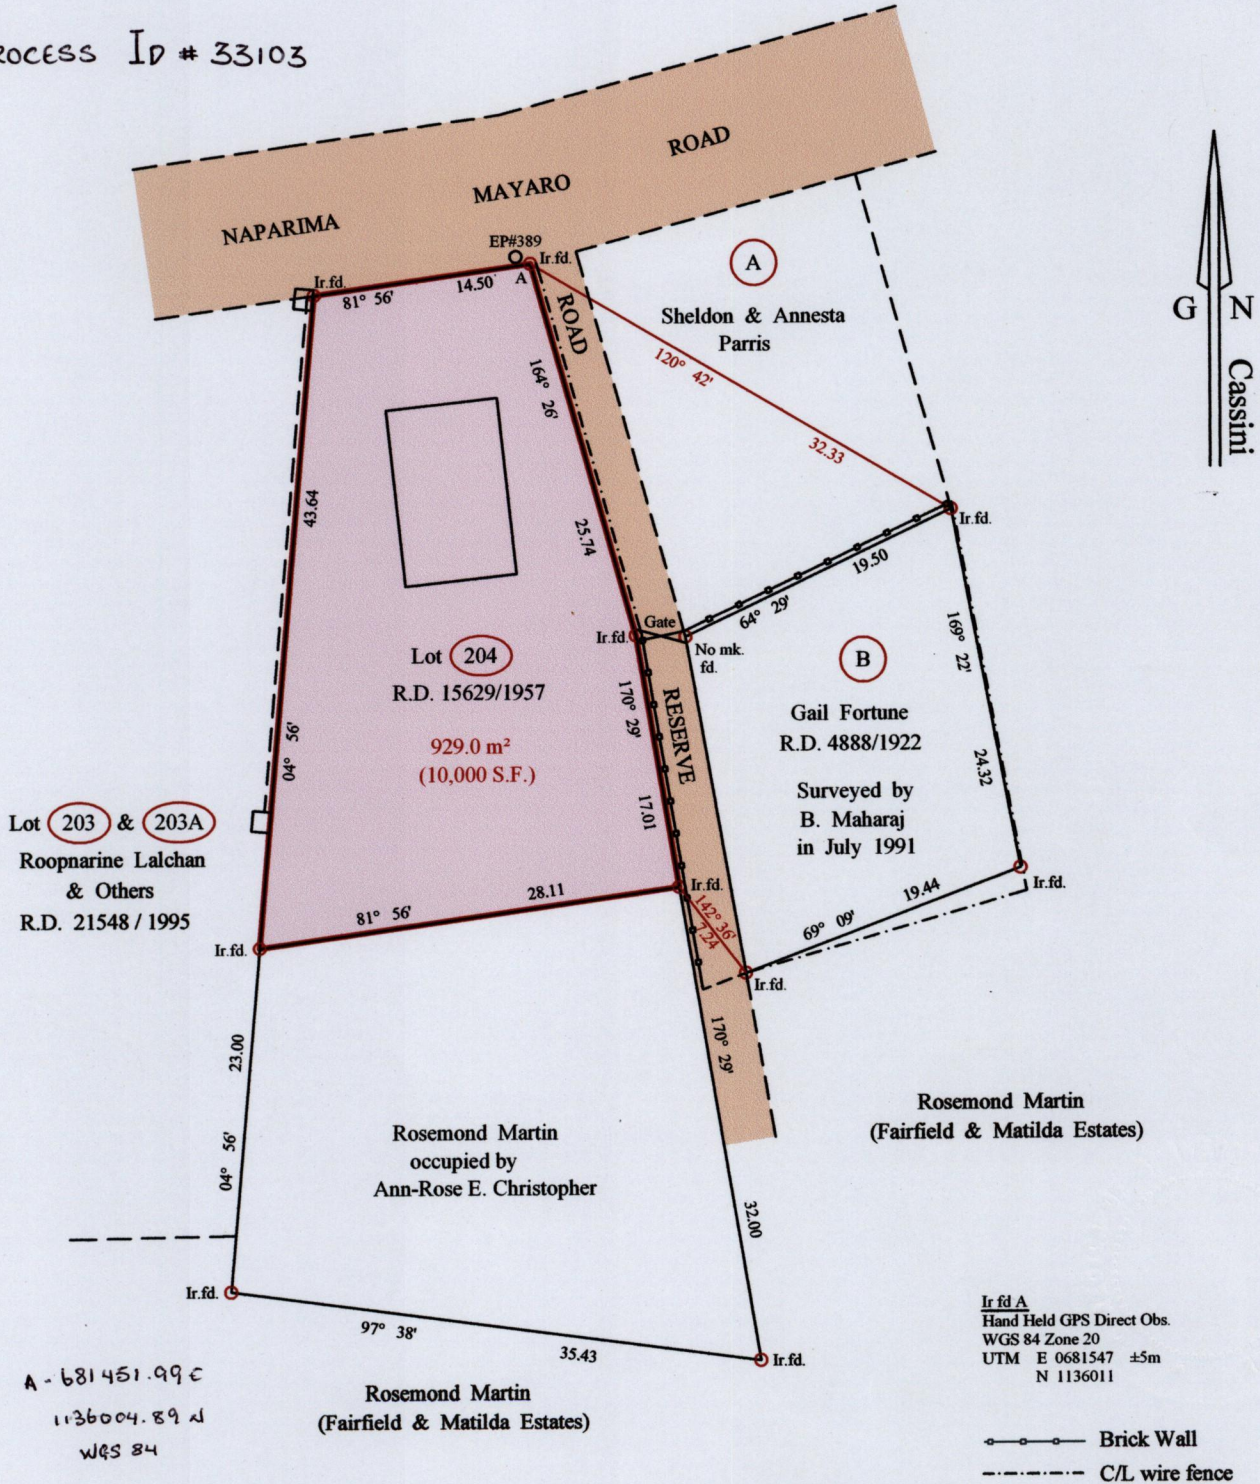 ROCESS ID # 33103
NAPARIMA MAYARO ROAD
EP#389
Ir.fd.
Ir.fd.
A
81° 56'
14.50
ROAD
A
Sheldon & Annesta
Parris
G N
Cassini
120° 42'
32.33
164° 26'
25.74
43.64
04° 56'
Ir.fd.
64° 29'
19.50
Gate
Ir.fd.
No mk.
fd.
Lot 204
R.D. 15629/1957
929.0 m²
(10,000 S.F.)
170° 29'
17.01
RESERVE
B
Gail Fortune
R.D. 4888/1922
Surveyed by
B. Maharaj
in July 1991
169° 22'
24.32
Lot 203 & 203A
Roopnarine Lalchan
& Others
R.D. 21548 / 1995
81° 56'
28.11
Ir.fd.
Ir.fd.
142° 36'
7.24
69° 09'
19.44
Ir.fd.
Ir.fd.
170° 29'
32.00
23.00
04° 56'
Rosemond Martin
occupied by
Ann-Rose E. Christopher
Rosemond Martin
(Fairfield & Matilda Estates)
Ir.fd.
97° 38'
35.43
Ir.fd.
Ir fd A
Hand Held GPS Direct Obs.
WGS 84 Zone 20
UTM E 0681547 ±5m
N 1136011
A - 681451.99 E
1136004.89 N
WGS 84
Rosemond Martin
(Fairfield & Matilda Estates)
Brick Wall
C/L wire fence